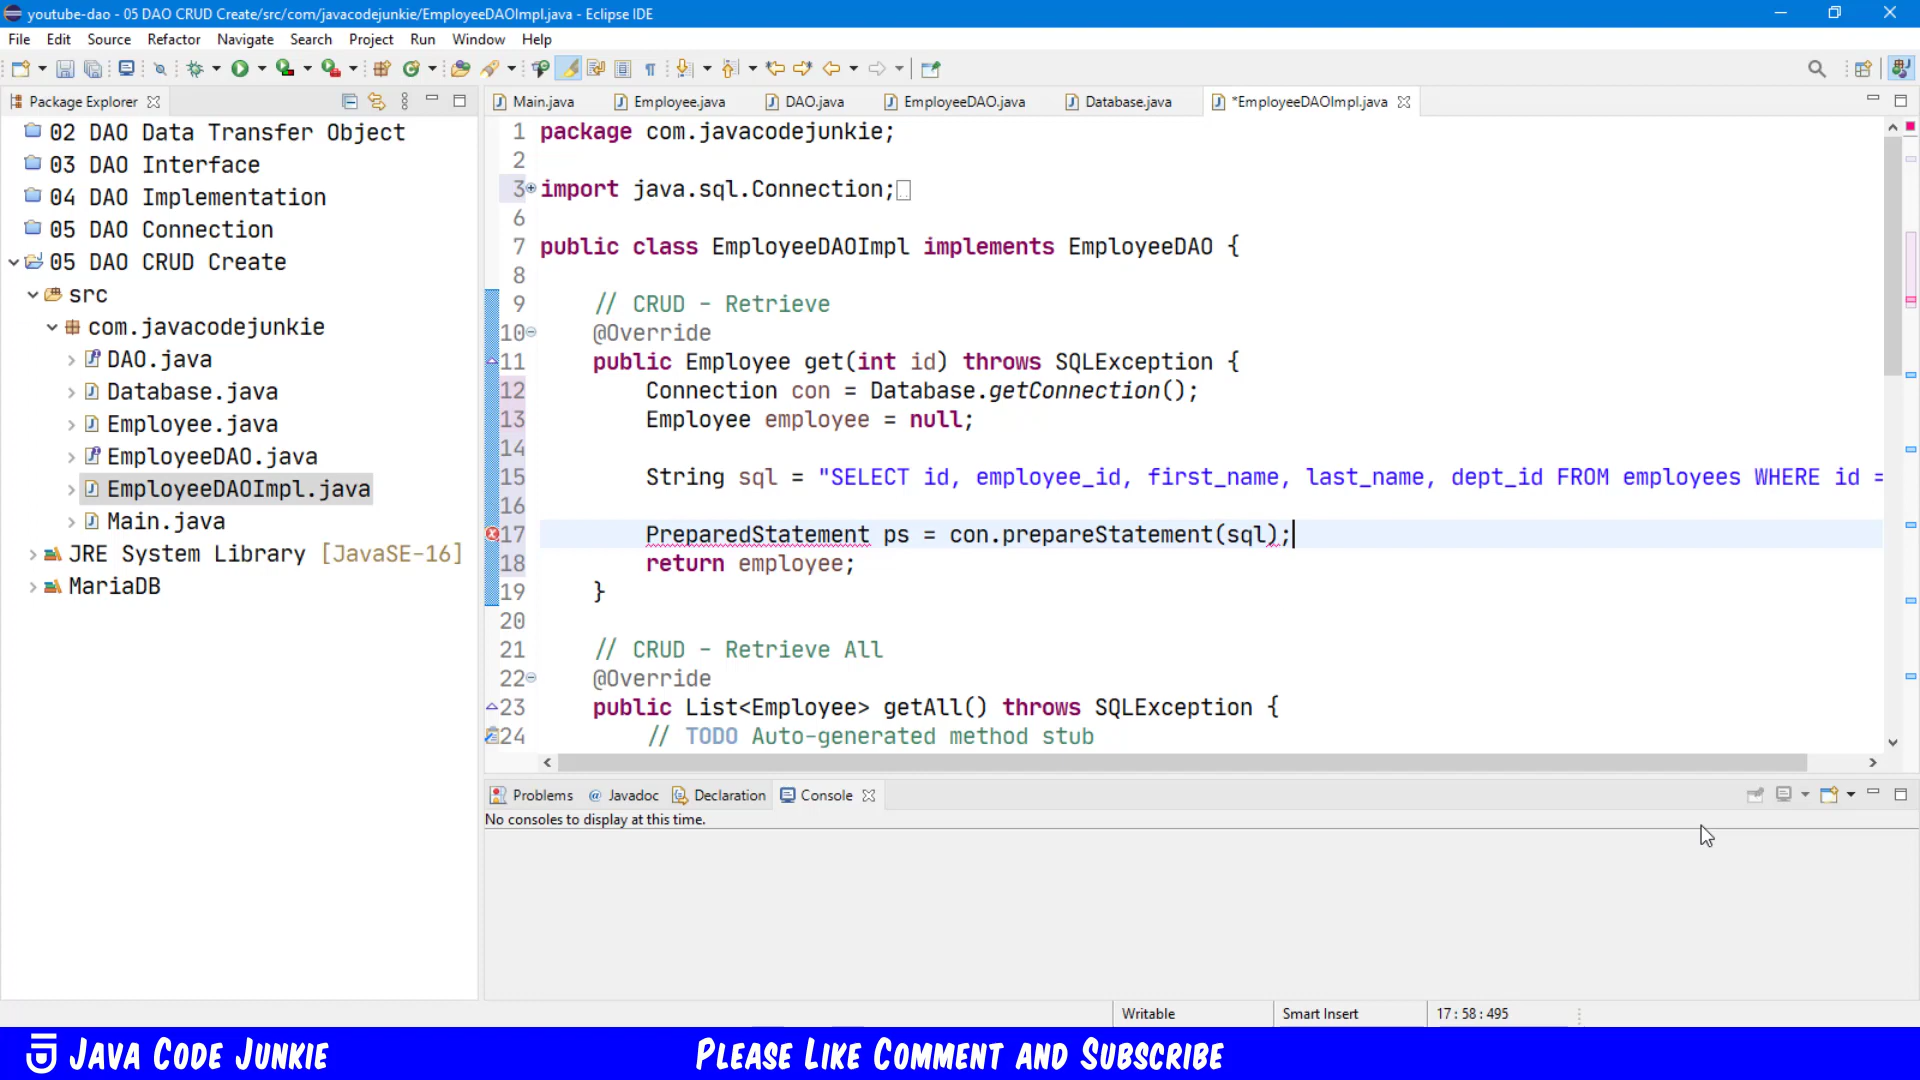 youtube-dao - 05 DAO CRUD Create/src/com/javacodejunkie/EmployeeDAOImpl.java - Eclipse IDE
File Edit Source Refactor Navigate Search Project Run Window Help
Package Explorer
Main.java Employee.java DAO.java EmployeeDAO.java Database.java *EmployeeDAOImpl.java
02 DAO Data Transfer Object
03 DAO Interface
04 DAO Implementation
05 DAO Connection
05 DAO CRUD Create
src
com.javacodejunkie
DAO.java
Database.java
Employee.java
EmployeeDAO.java
EmployeeDAOImpl.java
Main.java
JRE System Library [JavaSE-16]
MariaDB
1 package com.javacodejunkie;
2
3 import java.sql.Connection;
6
7 public class EmployeeDAOImpl implements EmployeeDAO {
8
9 // CRUD - Retrieve
10 @Override
11 public Employee get(int id) throws SQLException {
12 Connection con = Database.getConnection();
13 Employee employee = null;
14
15 String sql = "SELECT id, employee_id, first_name, last_name, dept_id FROM employees WHERE id =
16
17 PreparedStatement ps = con.prepareStatement(sql);
18 return employee;
19 }
20
21 // CRUD - Retrieve All
22 @Override
23 public List<Employee> getAll() throws SQLException {
24 // TODO Auto-generated method stub
Problems @ Javadoc Declaration Console
No consoles to display at this time.
Writable Smart Insert 17 : 58 : 495
JAVA CODE JUNKIE PLEASE LIKE COMMENT AND SUBSCRIBE